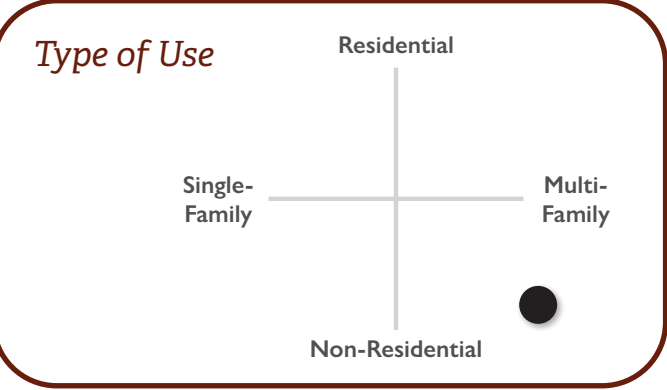 Type of Use
Residential
Single-
Family
Multi-
Family
Non-Residential